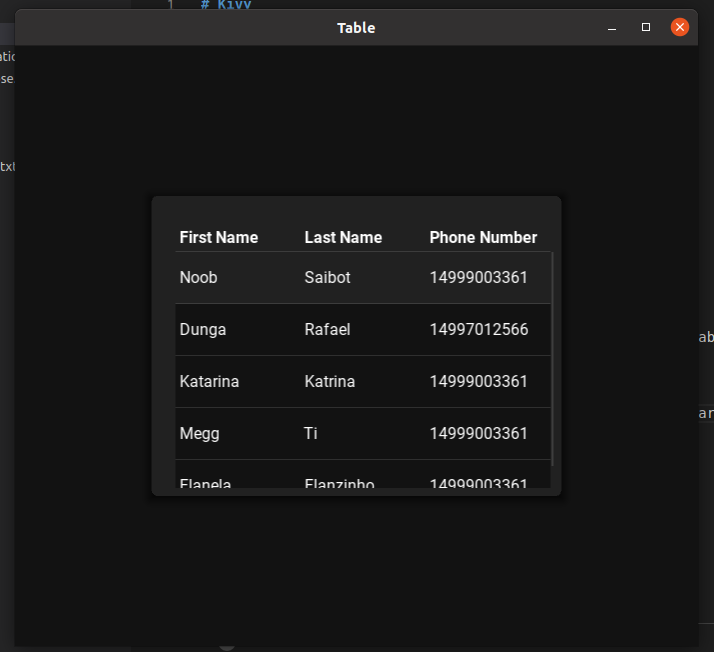 1 # Kivy
Table
atic
se
txt
First Name Last Name Phone Number
Noob Saibot 14999003361
Dunga Rafael 14997012566
ab
Katarina Katrina 14999003361
ar
Megg Ti 14999003361
Flanela Flanzinho 14999003361